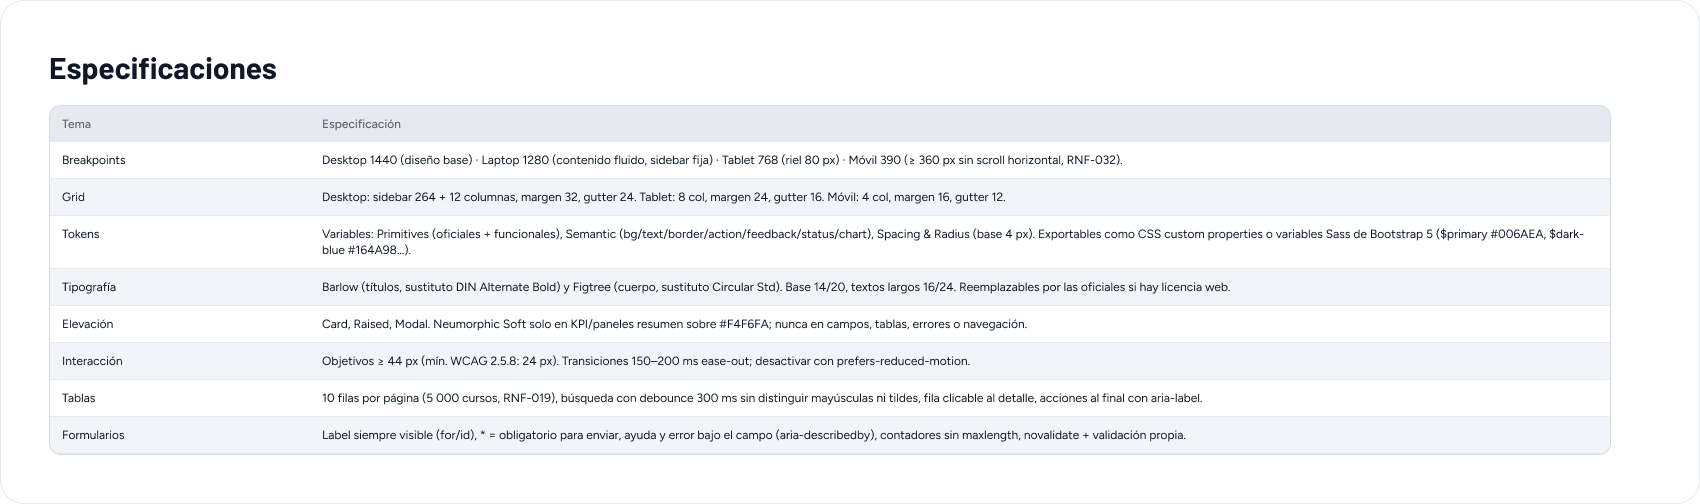 Especificaciones
Tema Especificación
Breakpoints Desktop 1440 (diseño base) · Laptop 1280 (contenido fluido, sidebar fija) · Tablet 768 (riel 80 px) · Móvil 390 (≥ 360 px sin scroll horizontal, RNF-032).
Grid Desktop: sidebar 264 + 12 columnas, margen 32, gutter 24. Tablet: 8 col, margen 24, gutter 16. Móvil: 4 col, margen 16, gutter 12.
Tokens Variables: Primitives (oficiales + funcionales), Semantic (bg/text/border/action/feedback/status/chart), Spacing & Radius (base 4 px). Exportables como CSS custom properties o variables Sass de Bootstrap 5 ($primary #006AEA, $dark-
blue #164A98…).
Tipografía Barlow (títulos, sustituto DIN Alternate Bold) y Figtree (cuerpo, sustituto Circular Std). Base 14/20, textos largos 16/24. Reemplazables por las oficiales si hay licencia web.
Elevación Card, Raised, Modal. Neumorphic Soft solo en KPI/paneles resumen sobre #F4F6FA; nunca en campos, tablas, errores o navegación.
Interacción Objetivos ≥ 44 px (mín. WCAG 2.5.8: 24 px). Transiciones 150–200 ms ease-out; desactivar con prefers-reduced-motion.
Tablas 10 filas por página (5 000 cursos, RNF-019), búsqueda con debounce 300 ms sin distinguir mayúsculas ni tildes, fila clicable al detalle, acciones al final con aria-label.
Formularios Label siempre visible (for/id), * = obligatorio para enviar, ayuda y error bajo el campo (aria-describedby), contadores sin maxlength, novalidate + validación propia.